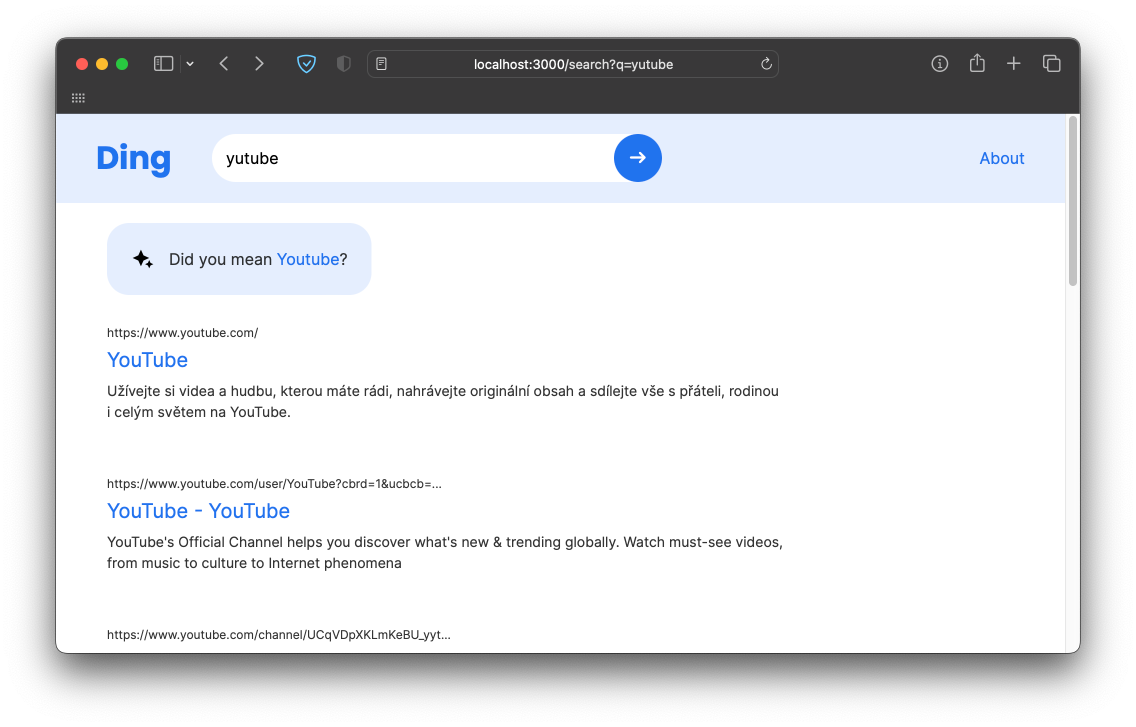 localhost:3000/search?q=yutube
Ding
yutube
About
Did you mean Youtube?
https://www.youtube.com/
YouTube
Užívejte si videa a hudbu, kterou máte rádi, nahrávejte originální obsah a sdílejte vše s přáteli, rodinou
i celým světem na YouTube.
https://www.youtube.com/user/YouTube?cbrd=1&ucbcb=...
YouTube - YouTube
YouTube's Official Channel helps you discover what's new & trending globally. Watch must-see videos,
from music to culture to Internet phenomena
https://www.youtube.com/channel/UCqVDpXKLmKeBU_yyt...